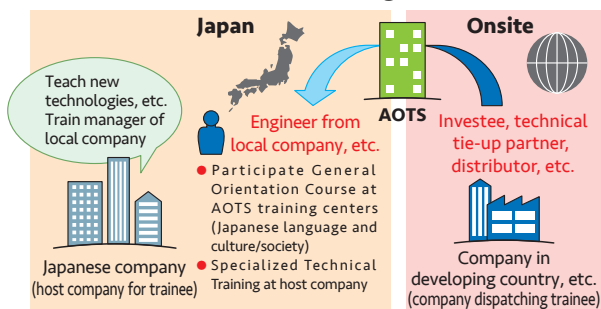 Japan
Onsite
Teach new
technologies, etc.
Train manager of
local company
AOTS
Engineer from
local company, etc.
● Participate General
Orientation Course at
AOTS training centers
(Japanese language and
culture/society)
● Specialized Technical
Training at host company
Japanese company
(host company for trainee)
Investee, technical
tie-up partner,
distributor, etc.
Company in
developing country, etc.
(company dispatching trainee)